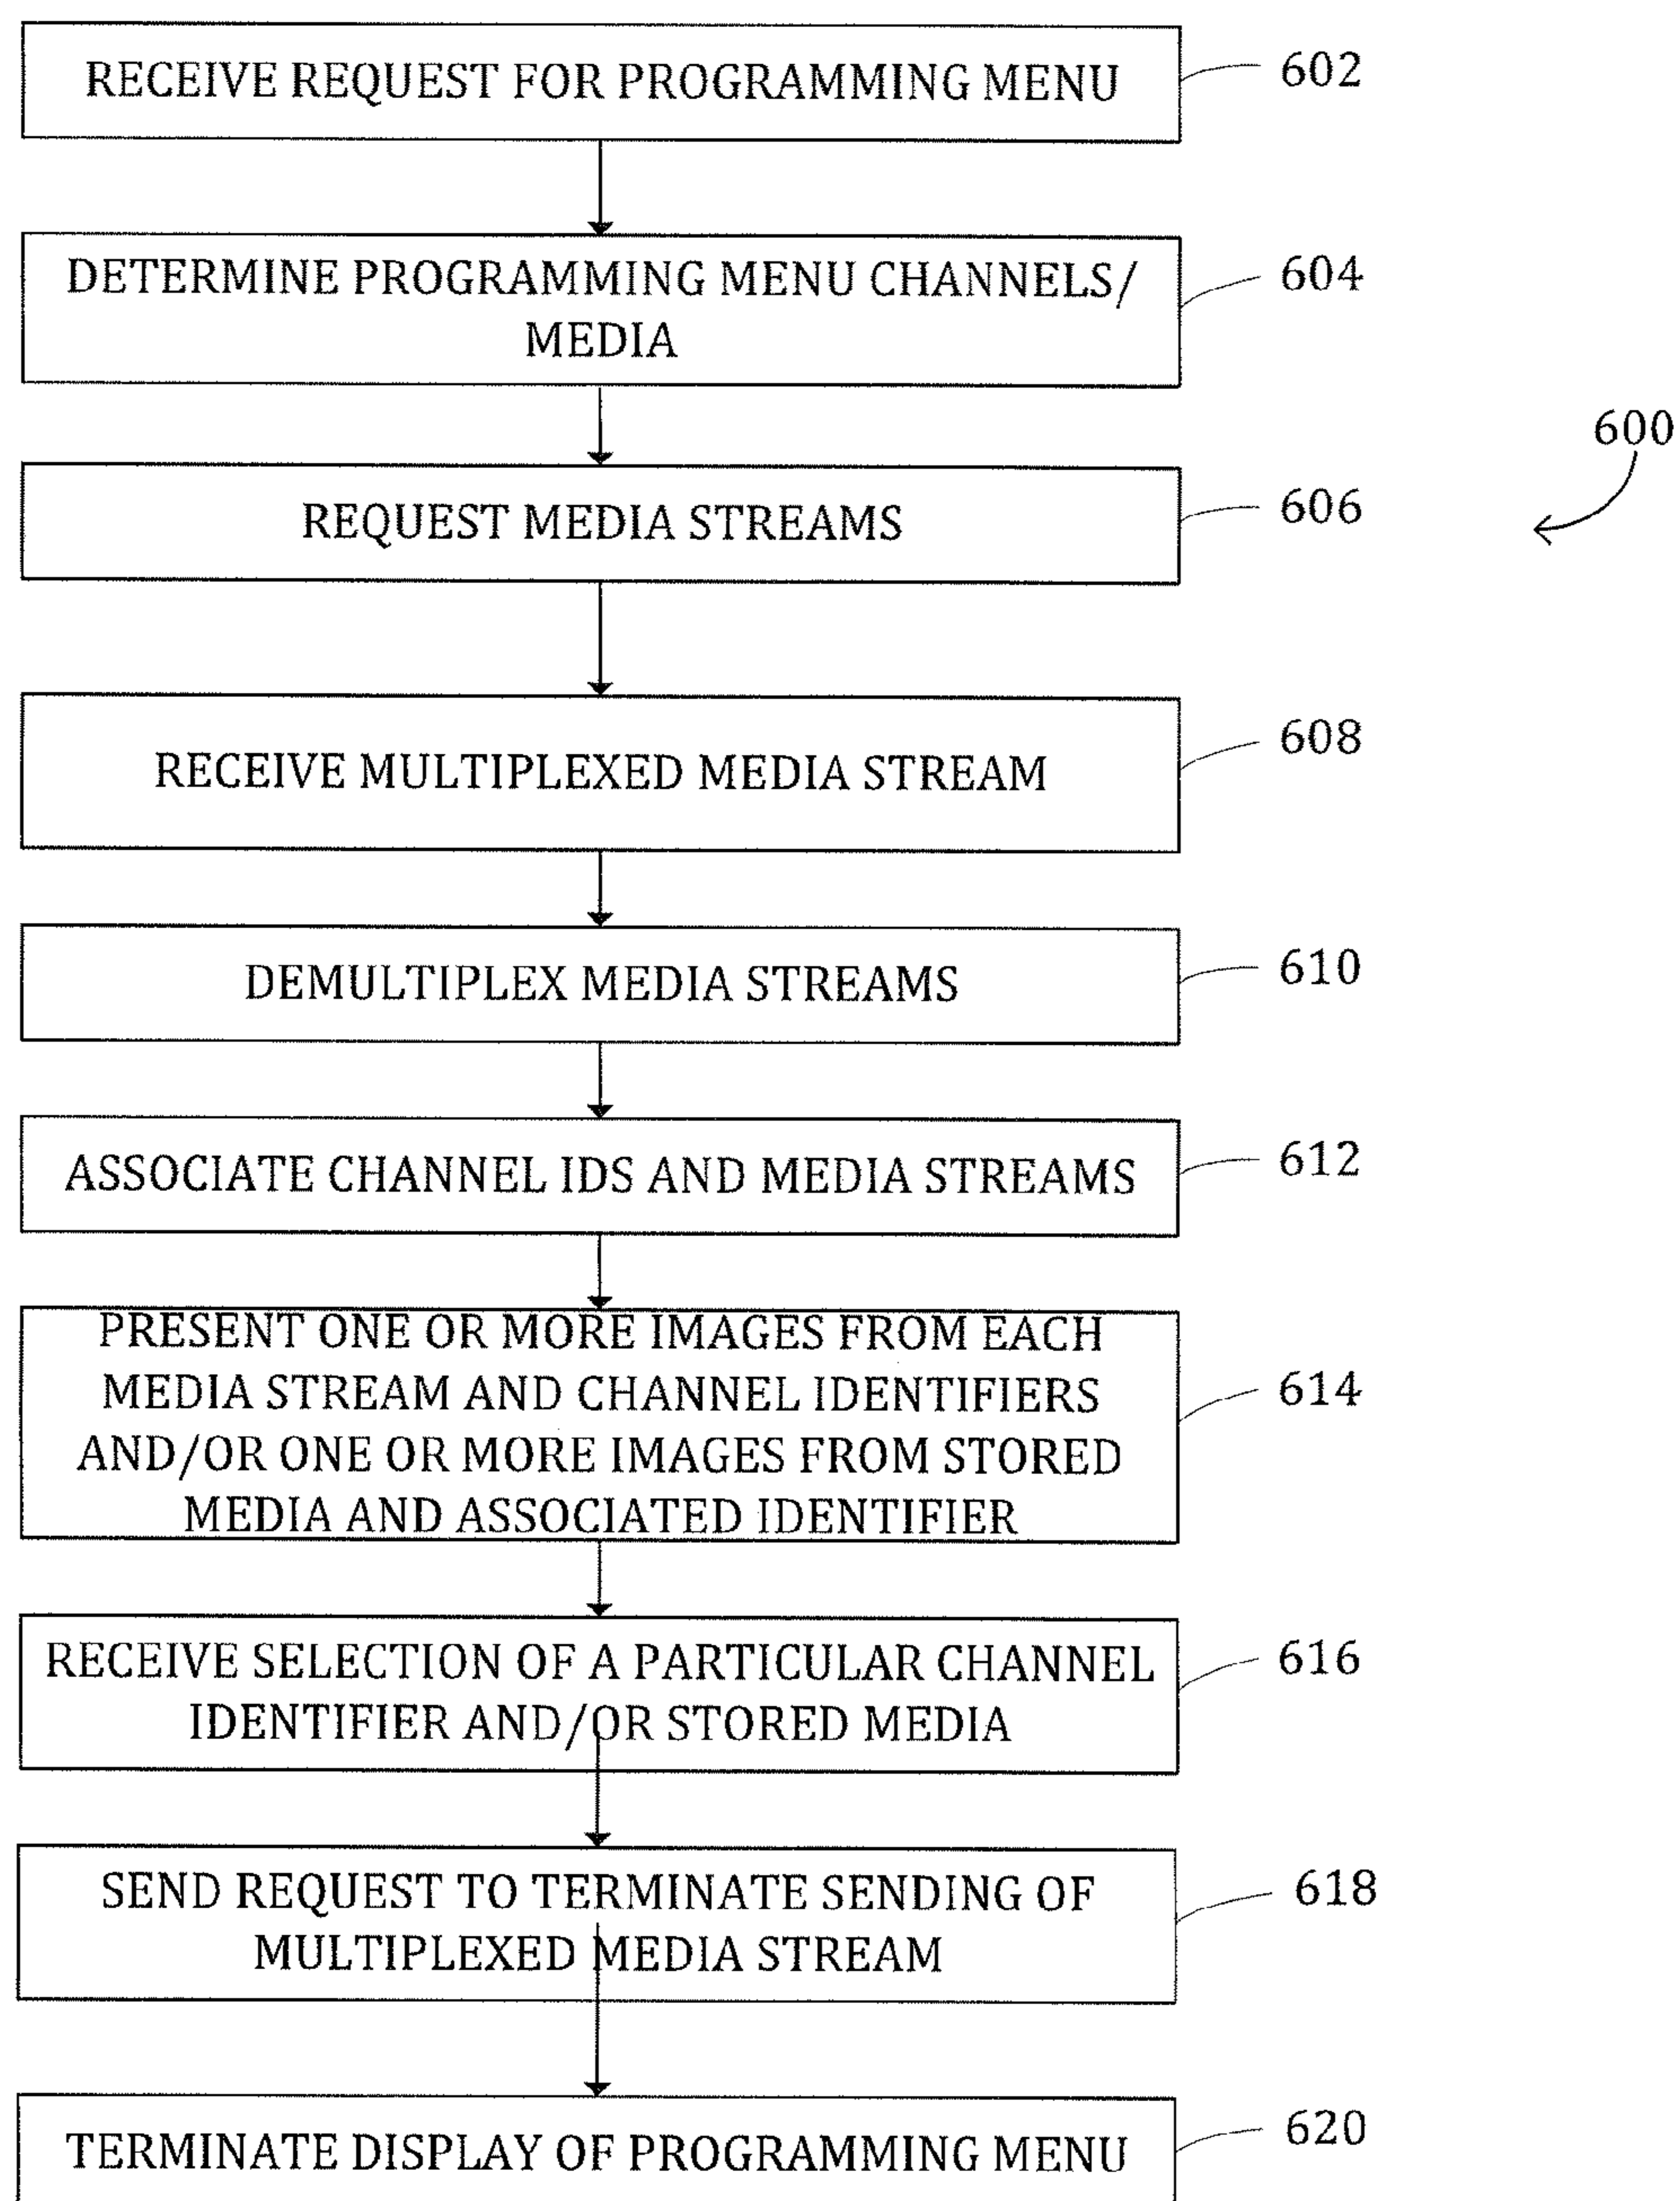 RECEIVE REQUEST FOR PROGRAMMING MENU
602
DETERMINE PROGRAMMING MENU CHANNELS/
MEDIA
604
600
REQUEST MEDIA STREAMS
606
RECEIVE MULTIPLEXED MEDIA STREAM
608
DEMULTIPLEX MEDIA STREAMS
610
ASSOCIATE CHANNEL IDS AND MEDIA STREAMS
612
PRESENT ONE OR MORE IMAGES FROM EACH
MEDIA STREAM AND CHANNEL IDENTIFIERS
AND/OR ONE OR MORE IMAGES FROM STORED
MEDIA AND ASSOCIATED IDENTIFIER
614
RECEIVE SELECTION OF A PARTICULAR CHANNEL
IDENTIFIER AND/OR STORED MEDIA
616
SEND REQUEST TO TERMINATE SENDING OF
MULTIPLEXED MEDIA STREAM
618
TERMINATE DISPLAY OF PROGRAMMING MENU
620